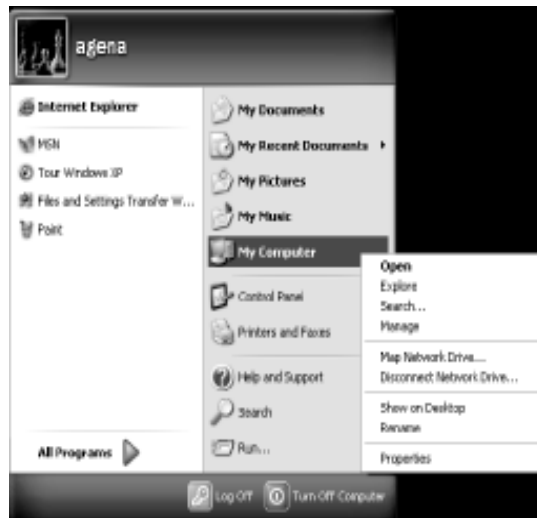 agena
Internet Explorer
MSN
Tour Windows XP
Files and Settings Transfer W...
Paint
All Programs
My Documents
My Recent Documents
My Pictures
My Music
My Computer
Control Panel
Printers and Faxes
Help and Support
Search
Run...
Open
Explore
Search...
Manage
Map Network Drive...
Disconnect Network Drive...
Show on Desktop
Rename
Properties
Log Off
Turn Off Computer